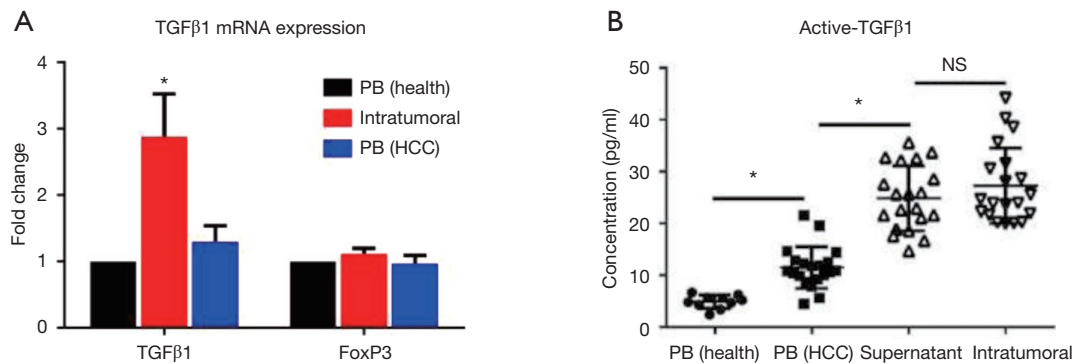 A
TGFβ1 mRNA expression
Fold change
4
3
2
1
0
*
PB (health)
Intratumoral
PB (HCC)
TGFβ1
FoxP3
B
Active-TGFβ1
Concentration (pg/ml)
50
40
30
20
10
0
*
*
NS
PB (health)
PB (HCC)
Supernatant
Intratumoral